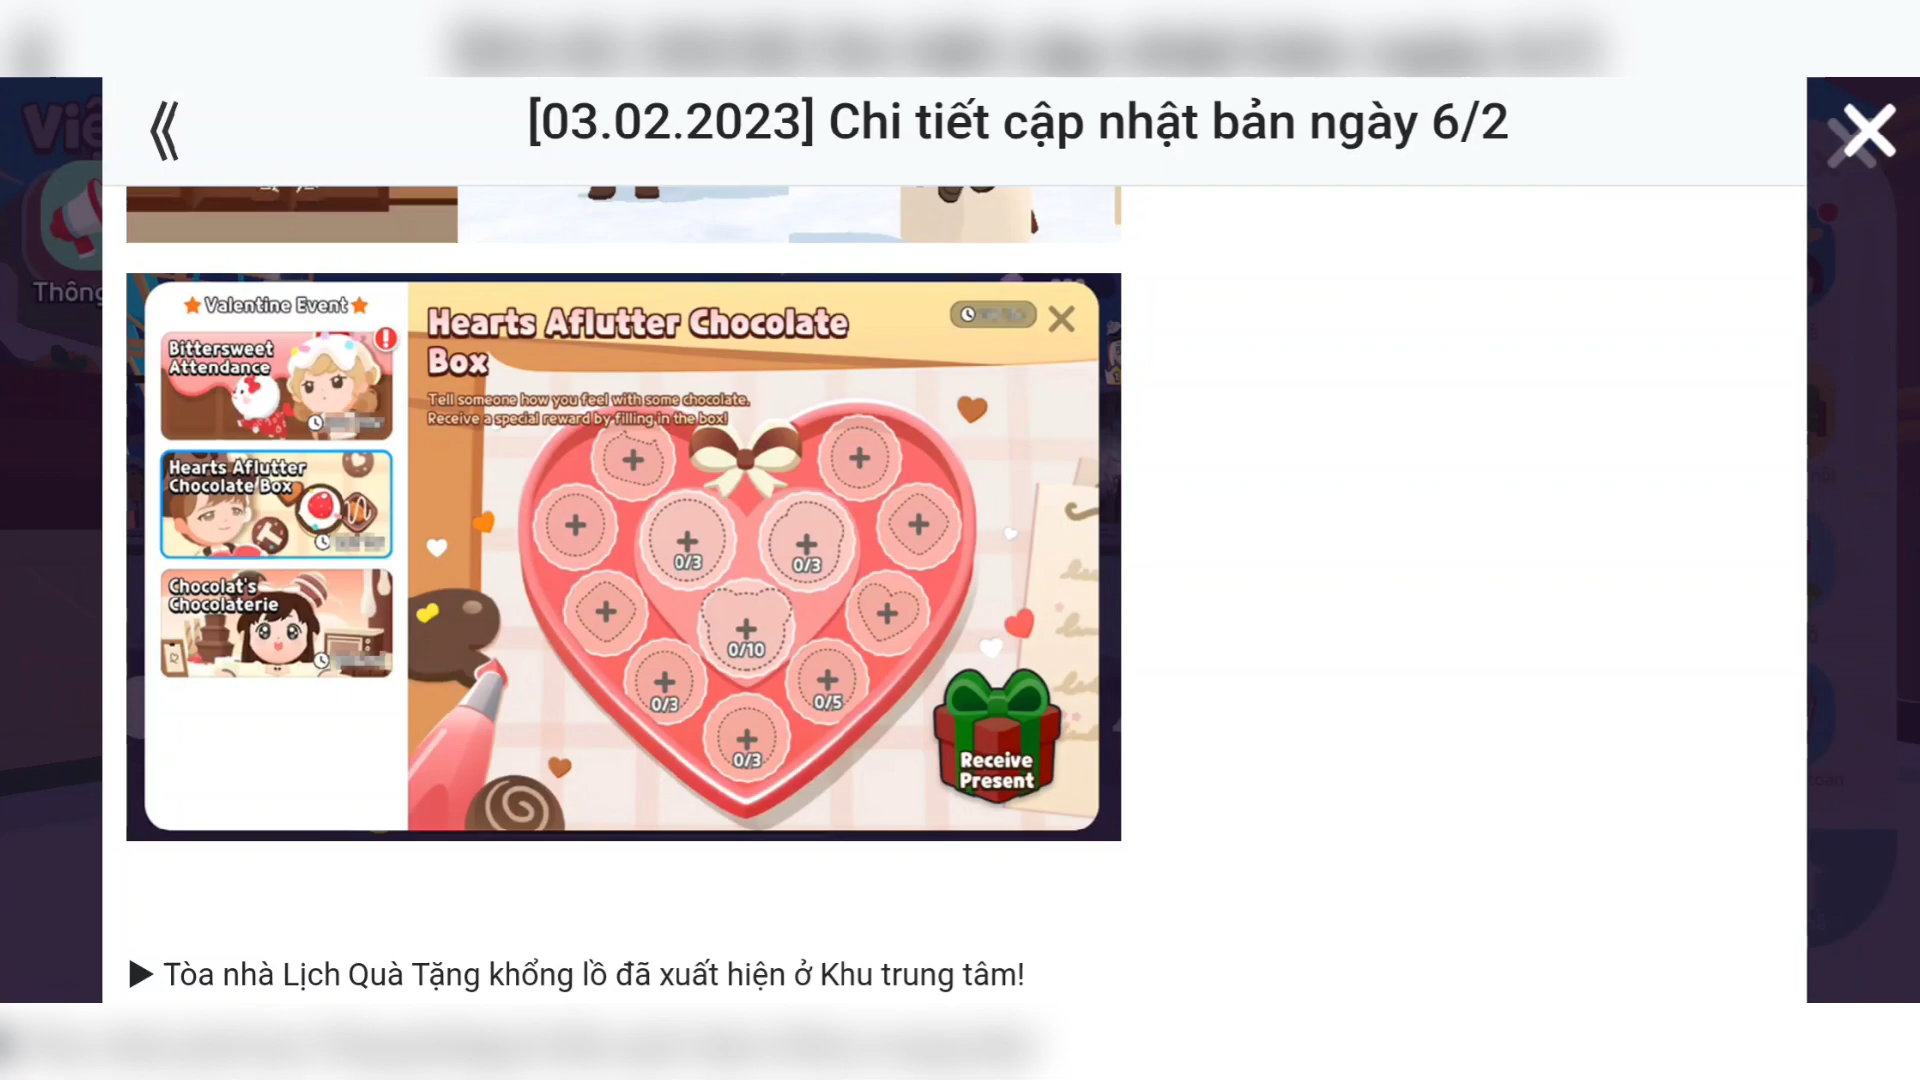 [03.02.2023] Chi tiết cập nhật bản ngày 6/2
Thông
Valentine Event
Bittersweet
Attendance
Hearts Aflutter
Chocolate Box
Chocolat's
Chocolaterie
Hearts Aflutter Chocolate
Box
Tell someone how you feel with some chocolate.
Receive a special reward by filling in the box!
0/3
0/3
0/10
0/3
0/5
0/3
Receive
Present
▶ Tòa nhà Lịch Quà Tặng khổng lồ đã xuất hiện ở Khu trung tâm!